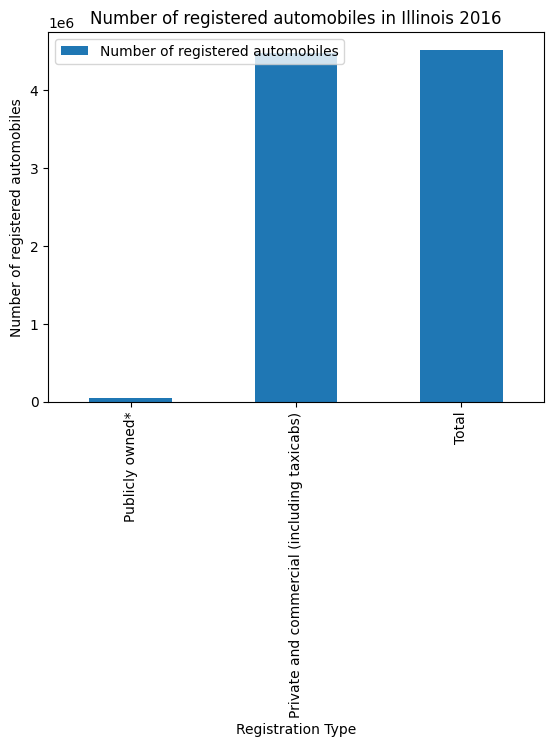 Number of registered automobiles in Illinois 2016
1e6
Number of registered automobiles
Number of registered automobiles
4
3
2
1
0
Publicly owned*
Private and commercial (including taxicabs)
Total
Registration Type